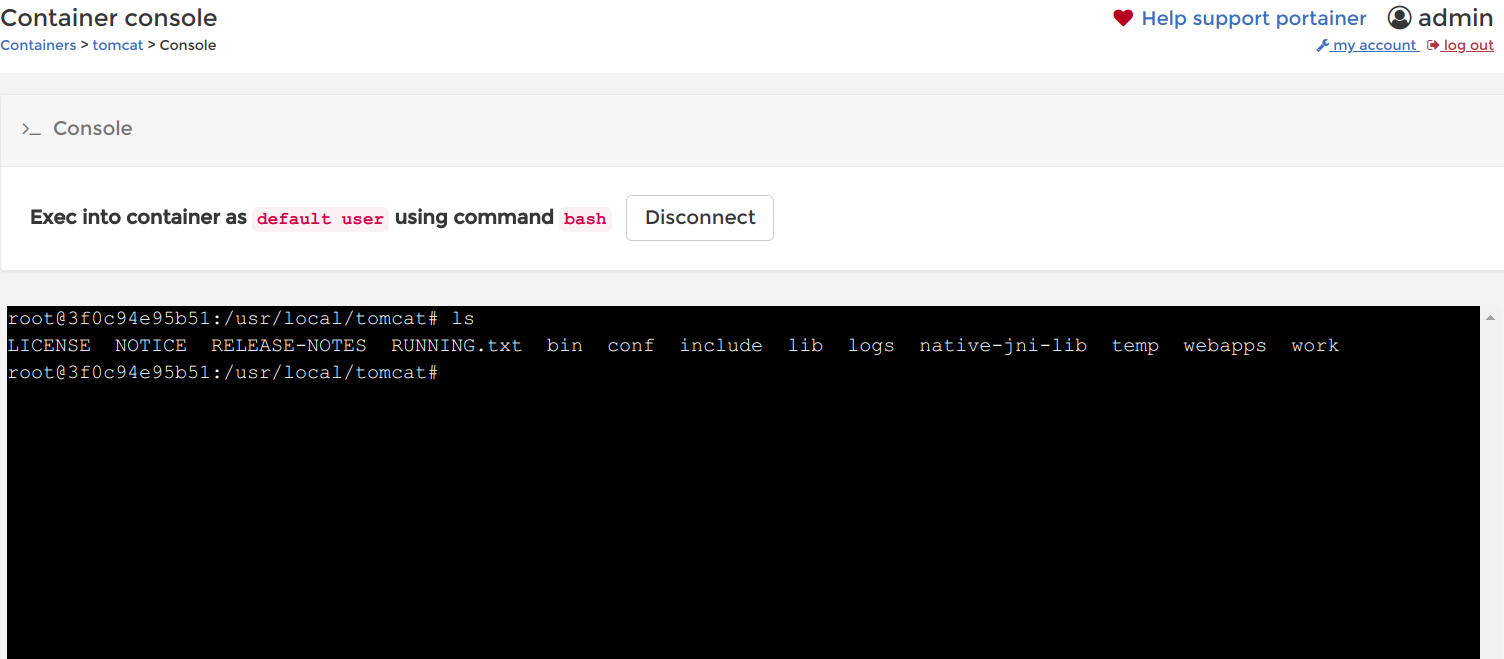 Container console
Help support portainer admin
Containers > tomcat > Console
my account log out
>_ Console
Exec into container as default user using command bash Disconnect
root@3f0c94e95b51:/usr/local/tomcat# ls
LICENSE NOTICE RELEASE-NOTES RUNNING.txt bin conf include lib logs native-jni-lib temp webapps work
root@3f0c94e95b51:/usr/local/tomcat#